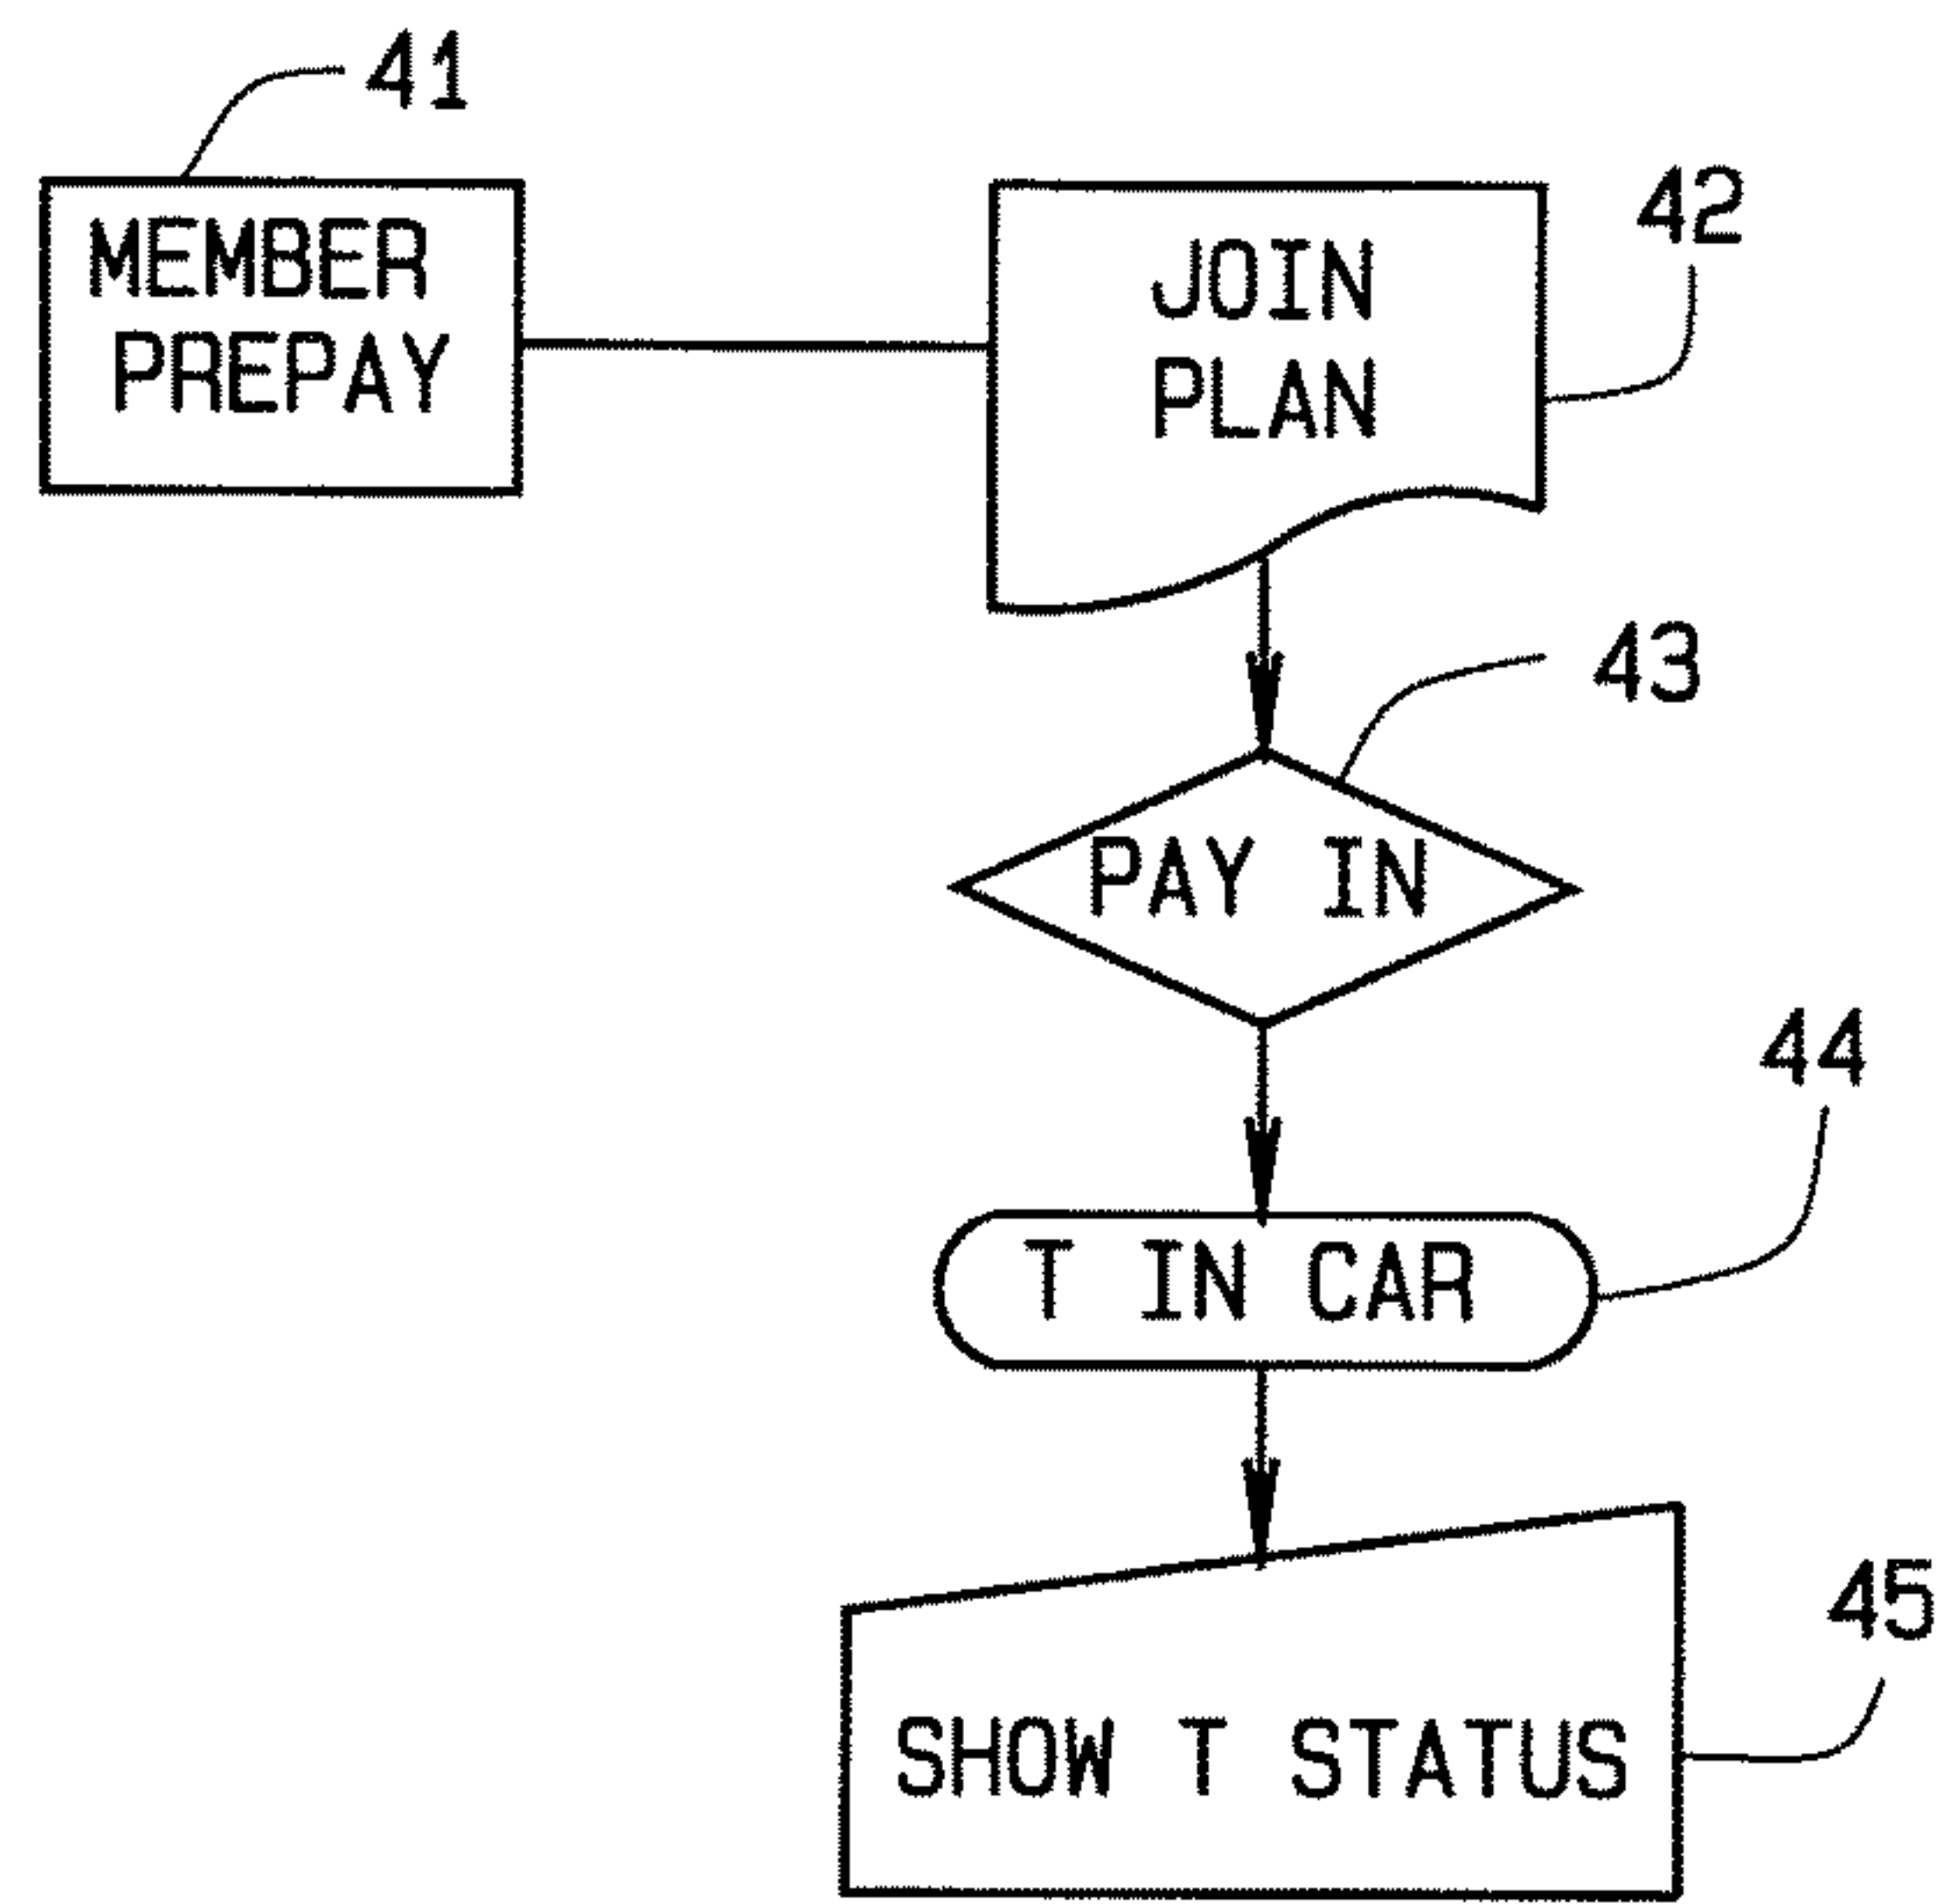 41
MEMBER
PREPAY
42
JOIN
PLAN
43
PAY IN
44
T IN CAR
45
SHOW T STATUS